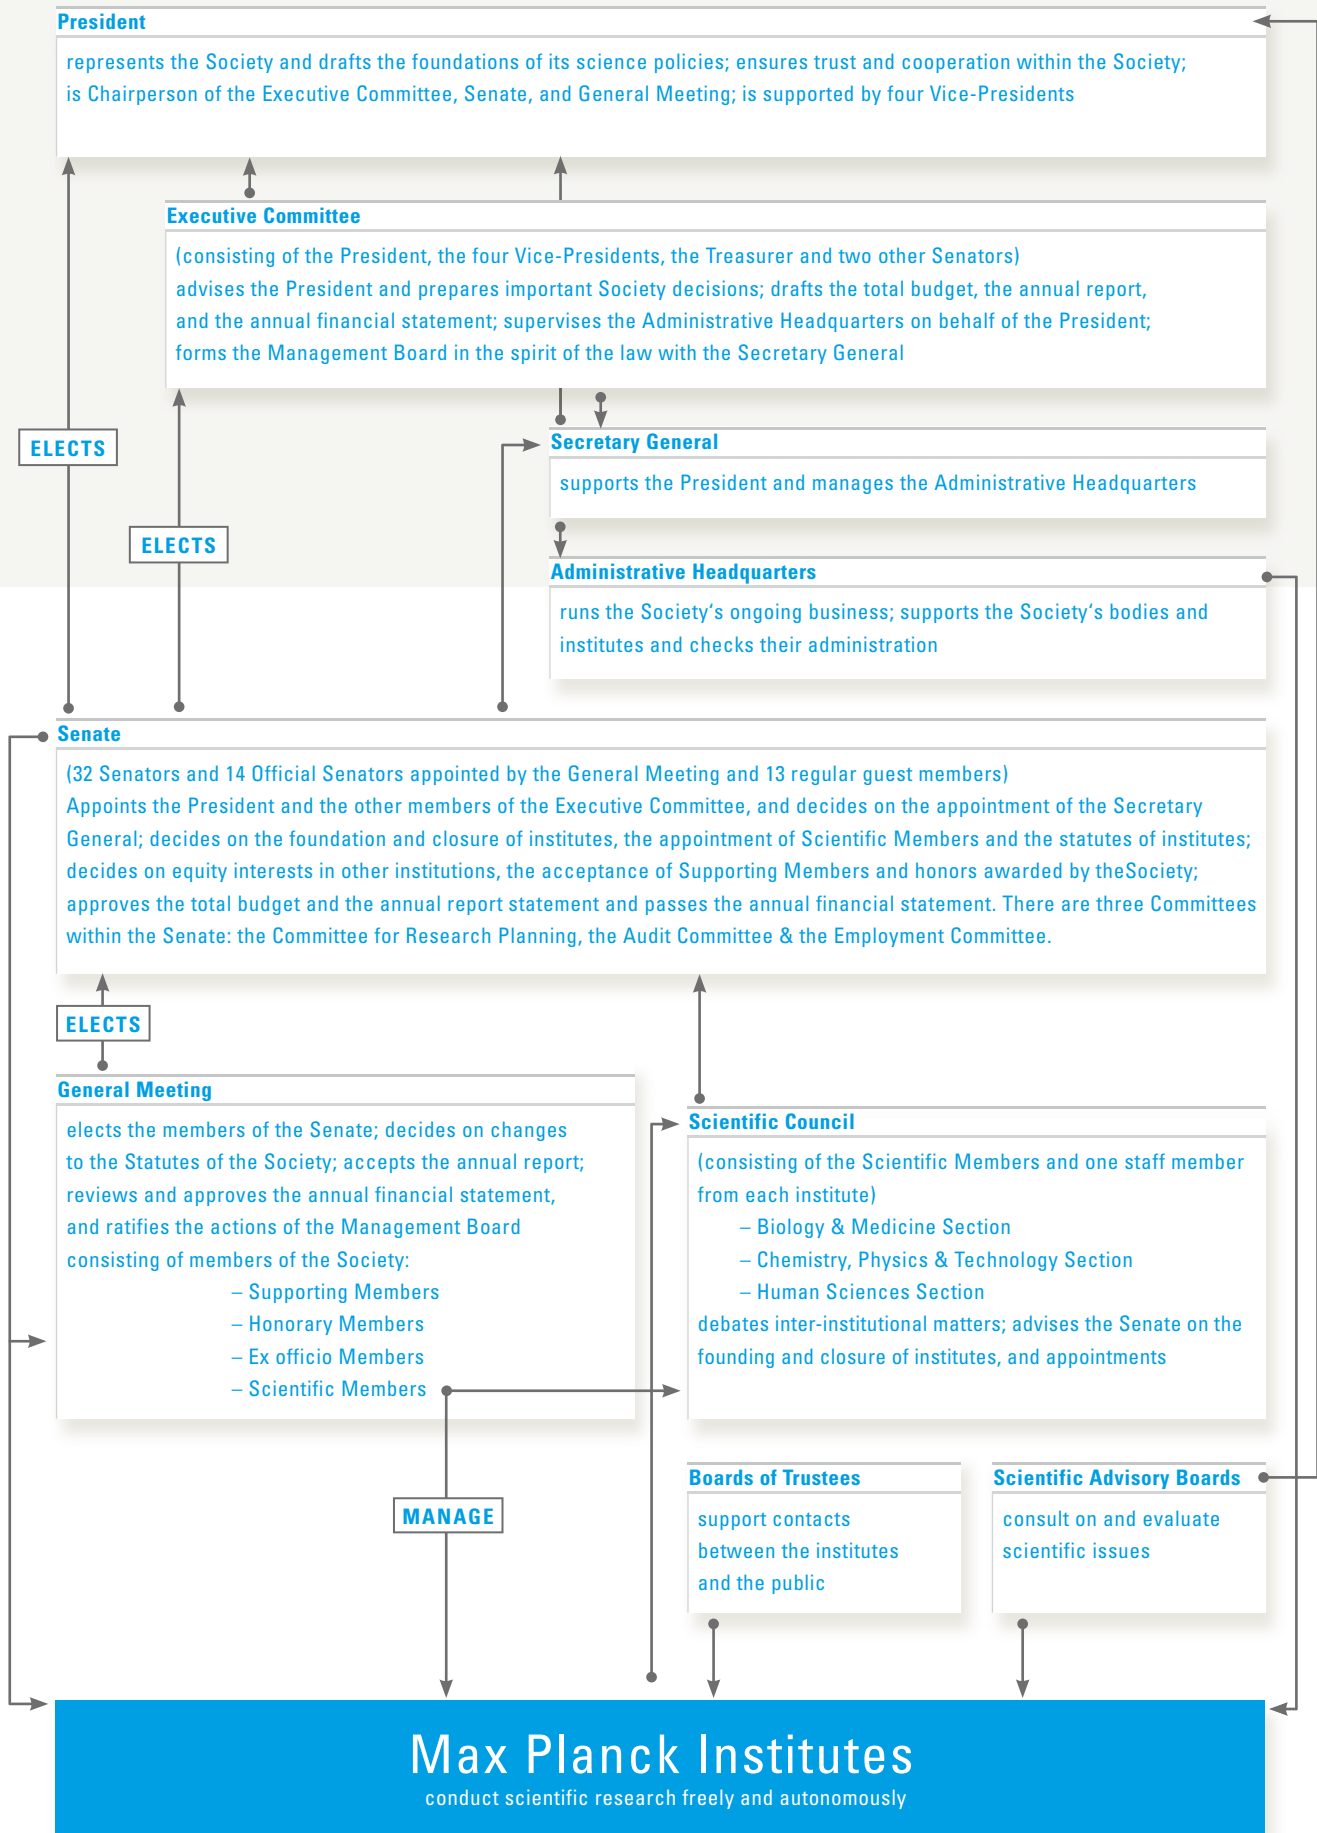 President
represents the Society and drafts the foundations of its science policies; ensures trust and cooperation within the Society;
is Chairperson of the Executive Committee, Senate, and General Meeting; is supported by four Vice-Presidents
Executive Committee
(consisting of the President, the four Vice-Presidents, the Treasurer and two other Senators)
advises the President and prepares important Society decisions; drafts the total budget, the annual report,
and the annual financial statement; supervises the Administrative Headquarters on behalf of the President;
forms the Management Board in the spirit of the law with the Secretary General
ELECTS
Secretary General
supports the President and manages the Administrative Headquarters
ELECTS
Administrative Headquarters
runs the Society‘s ongoing business; supports the Society‘s bodies and
institutes and checks their administration
Senate
(32 Senators and 14 Official Senators appointed by the General Meeting and 13 regular guest members)
Appoints the President and the other members of the Executive Committee, and decides on the appointment of the Secretary
General; decides on the foundation and closure of institutes, the appointment of Scientific Members and the statutes of institutes;
decides on equity interests in other institutions, the acceptance of Supporting Members and honors awarded by theSociety;
approves the total budget and the annual report statement and passes the annual financial statement. There are three Committees
within the Senate: the Committee for Research Planning, the Audit Committee & the Employment Committee.
ELECTS
General Meeting
elects the members of the Senate; decides on changes
to the Statutes of the Society; accepts the annual report;
reviews and approves the annual financial statement,
and ratifies the actions of the Management Board
consisting of members of the Society:
– Supporting Members
– Honorary Members
– Ex officio Members
– Scientific Members
Scientific Council
(consisting of the Scientific Members and one staff member
from each institute)
– Biology & Medicine Section
– Chemistry, Physics & Technology Section
– Human Sciences Section
debates inter-institutional matters; advises the Senate on the
founding and closure of institutes, and appointments
MANAGE
Boards of Trustees
support contacts
between the institutes
and the public
Scientific Advisory Boards
consult on and evaluate
scientific issues
Max Planck Institutes
conduct scientific research freely and autonomously